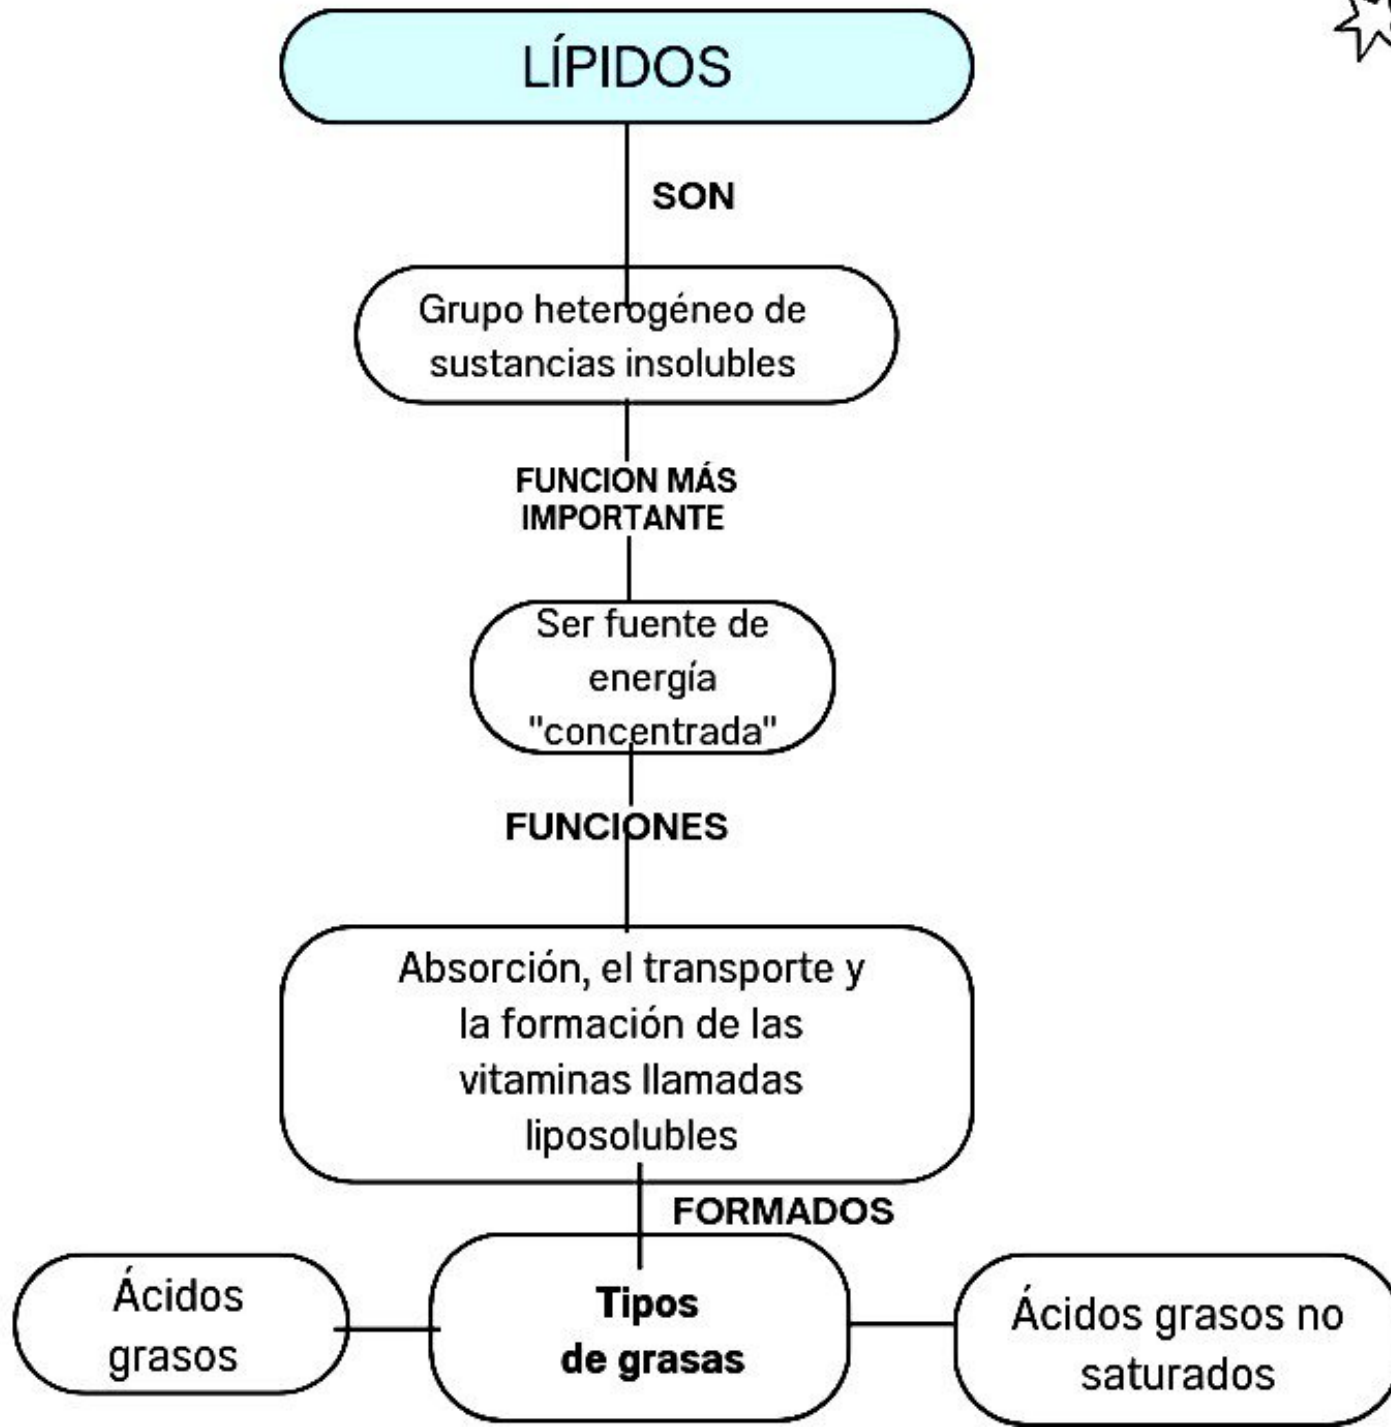 LÍPIDOS
SON
Grupo heterogéneo de
sustancias insolubles
FUNCION MÁS
IMPORTANTE
Ser fuente de
energía
"concentrada"
FUNCIONES
Absorción, el transporte y
la formación de las
vitaminas llamadas
liposolubles
FORMADOS
Ácidos
grasos
Tipos
de grasas
Ácidos grasos no
saturados